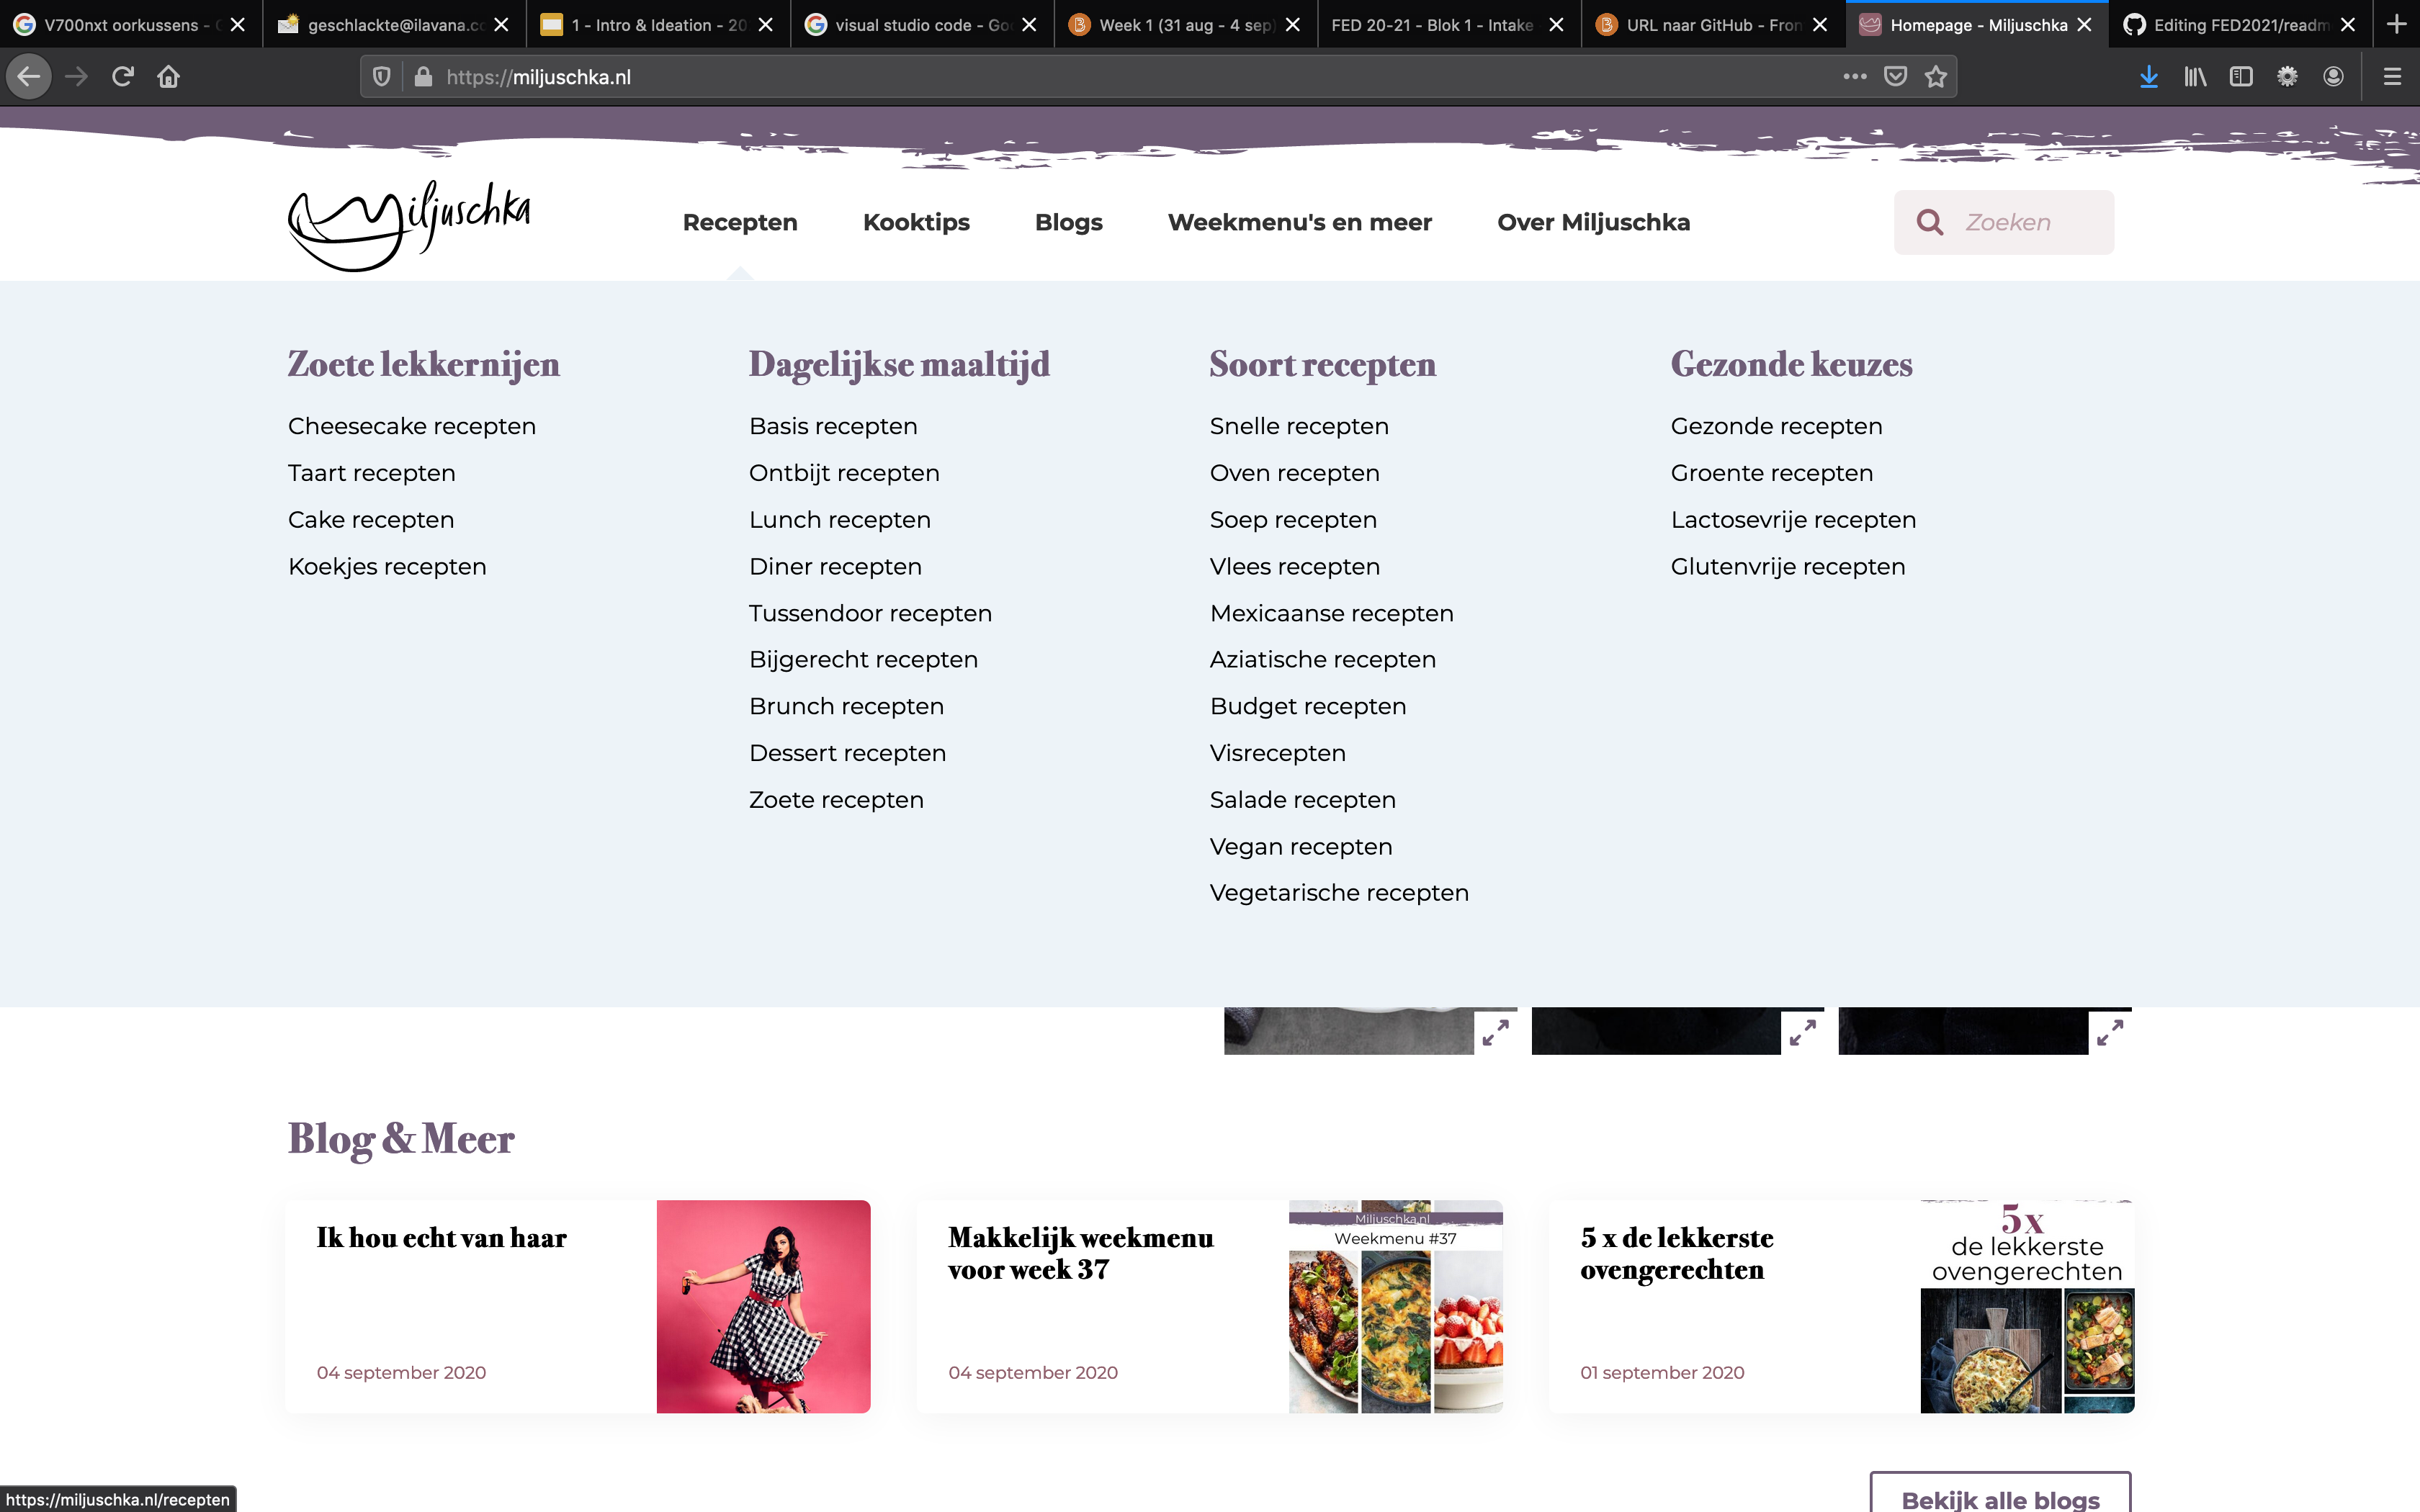 V700nxt oorkussens -
geschlackte@ilavana.co
1 - Intro & Ideation - 20
visual studio code - Go
Week 1 (31 aug - 4 sep)
FED 20-21 - Blok 1 - Intake
URL naar GitHub - Fron
Homepage - Miljuschka
Editing FED2021/readm
https://miljuschka.nl
Miljuschka
Recepten
Kooktips
Blogs
Weekmenu's en meer
Over Miljuschka
Zoeken
Zoete lekkernijen
Cheesecake recepten
Taart recepten
Cake recepten
Koekjes recepten
Dagelijkse maaltijd
Basis recepten
Ontbijt recepten
Lunch recepten
Diner recepten
Tussendoor recepten
Bijgerecht recepten
Brunch recepten
Dessert recepten
Zoete recepten
Soort recepten
Snelle recepten
Oven recepten
Soep recepten
Vlees recepten
Mexicaanse recepten
Aziatische recepten
Budget recepten
Visrecepten
Salade recepten
Vegan recepten
Vegetarische recepten
Gezonde keuzes
Gezonde recepten
Groente recepten
Lactosevrije recepten
Glutenvrije recepten
Blog & Meer
Ik hou echt van haar
04 september 2020
Makkelijk weekmenu
voor week 37
04 september 2020
Miljuschka.nl
Weekmenu #37
5 x de lekkerste
ovengerechten
01 september 2020
5x
de lekkerste
ovengerechten
Bekijk alle blogs
https://miljuschka.nl/recepten